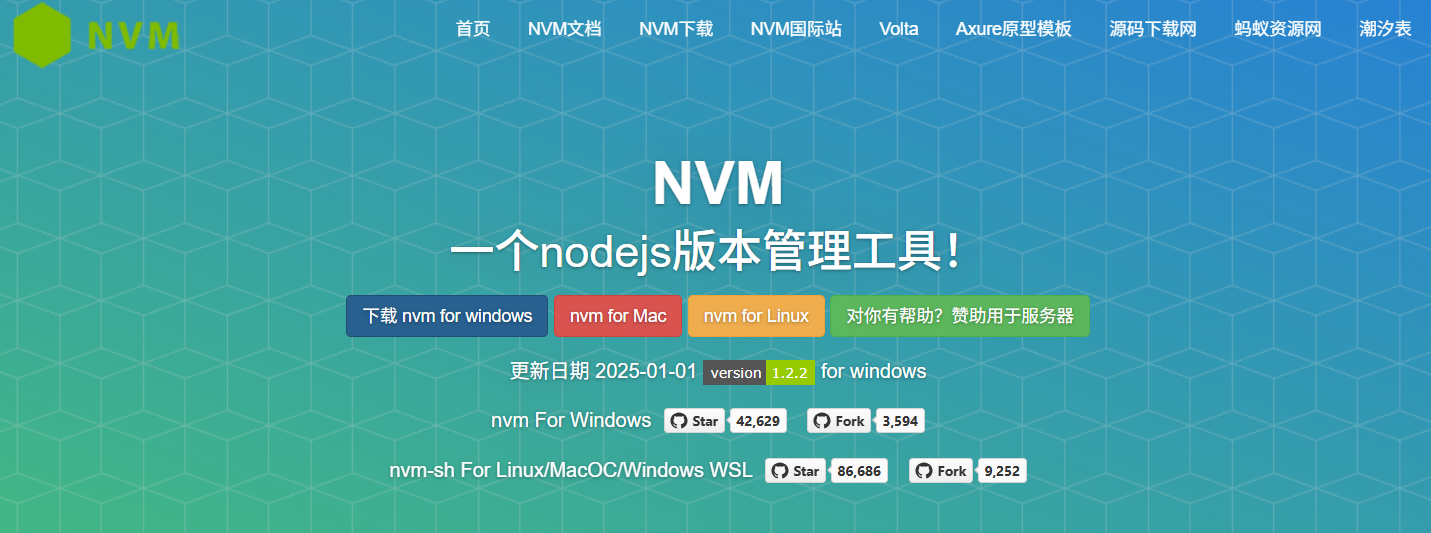 NVM 首页 NVM文档 NVM下载 NVM国际站 Volta Axure原型模板 源码下载网 蚂蚁资源网 潮汐表
NVM
一个nodejs版本管理工具！
下载 nvm for windows nvm for Mac nvm for Linux 对你有帮助？赞助用于服务器
更新日期 2025-01-01 version 1.2.2 for windows
nvm For Windows Star 42,629 Fork 3,594
nvm-sh For Linux/MacOC/Windows WSL Star 86,686 Fork 9,252